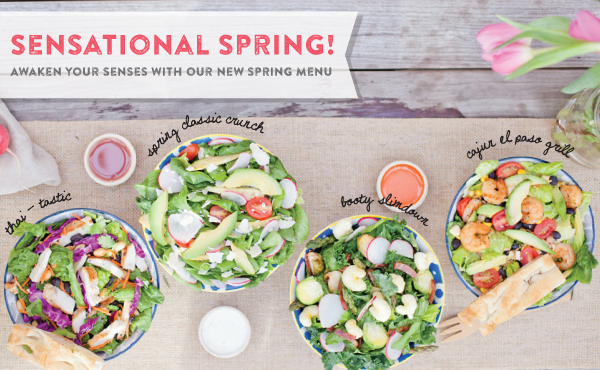 SENSATIONAL SPRING!
AWAKEN YOUR SENSES WITH OUR NEW SPRING MENU
thai - tastic
spring classic crunch
booty slimdown
cajun el paso grill